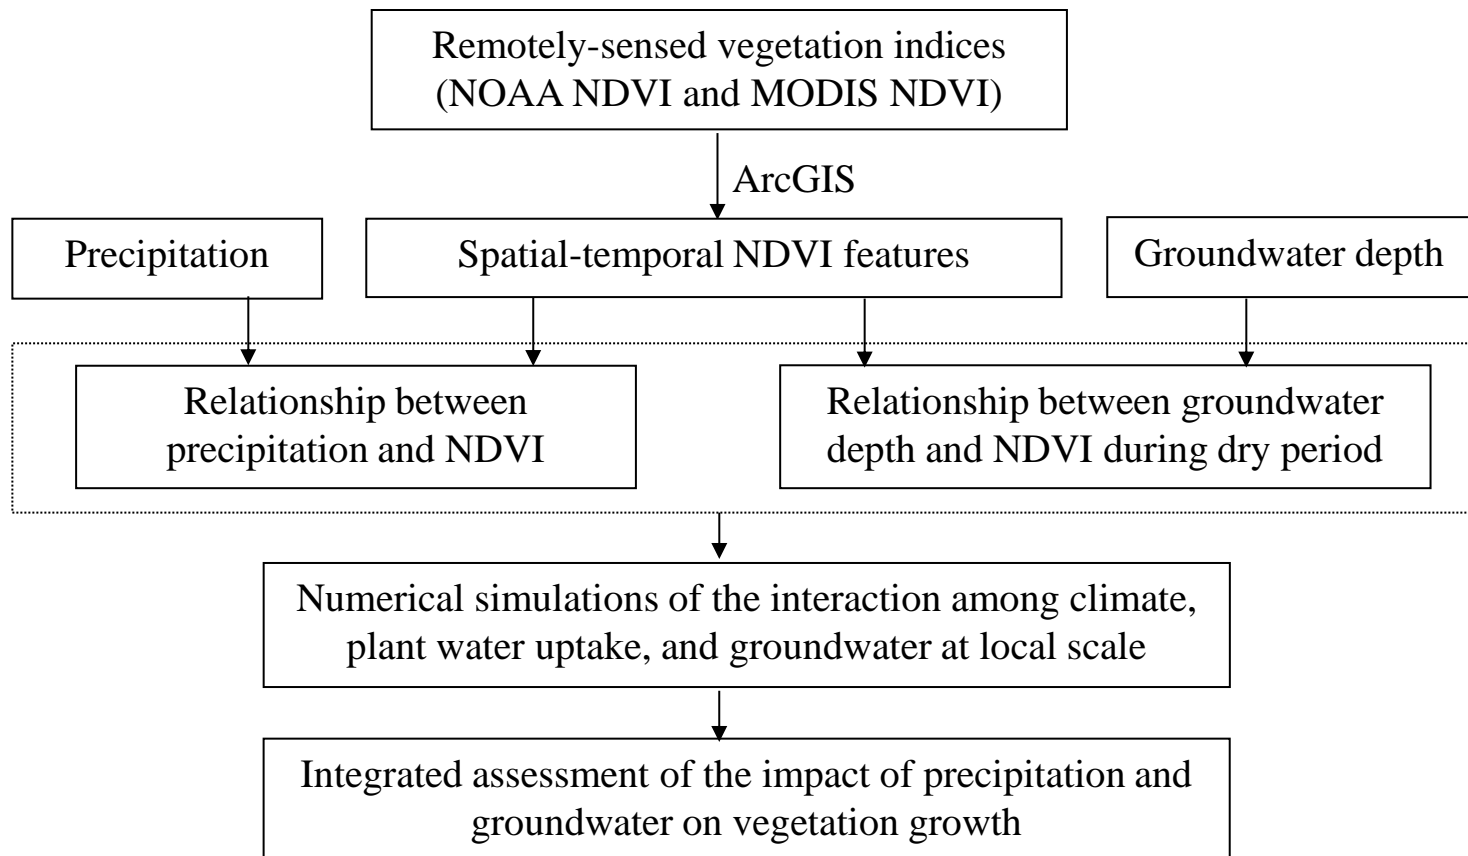 Remotely-sensed vegetation indices
(NOAA NDVI and MODIS NDVI)
ArcGIS
Precipitation
Spatial-temporal NDVI features
Groundwater depth
Relationship between
precipitation and NDVI
Relationship between groundwater
depth and NDVI during dry period
Numerical simulations of the interaction among climate,
plant water uptake, and groundwater at local scale
Integrated assessment of the impact of precipitation and
groundwater on vegetation growth